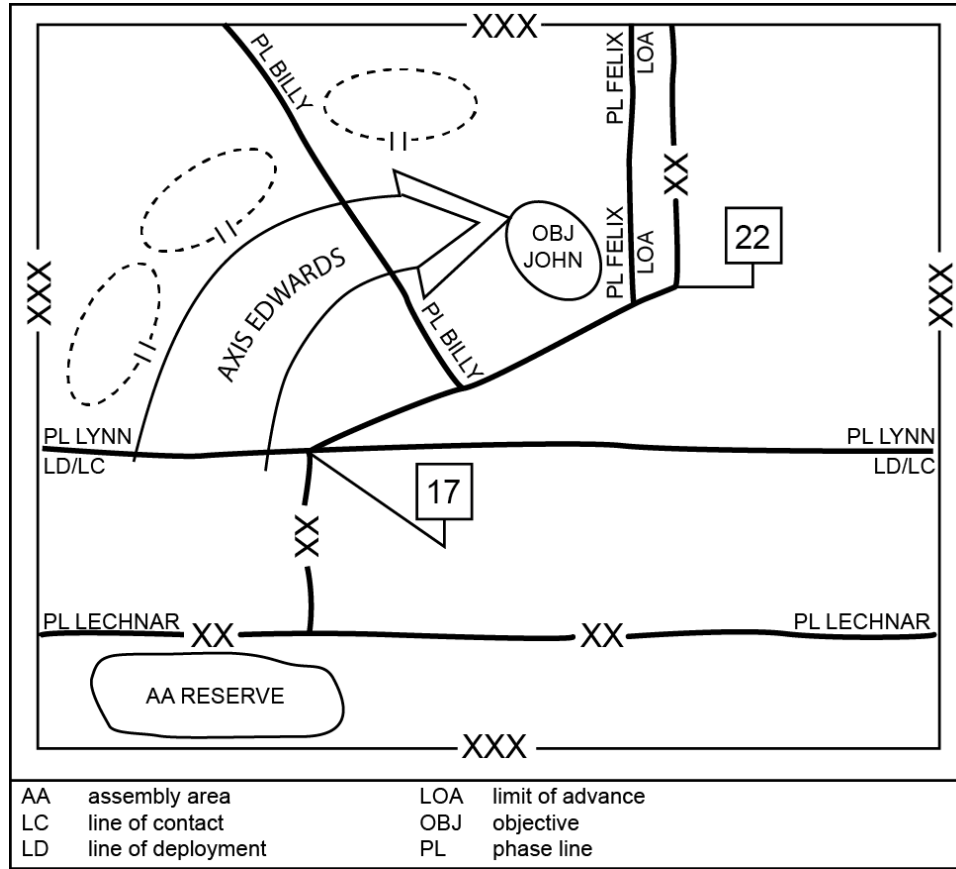 XXX
PL BILLY
PL FELIX
LOA
II
XX
II
PL FELIX
LOA
22
OBJ
JOHN
XXX
XXX
AXIS EDWARDS
II
PL BILLY
PL LYNN
PL LYNN
LD/LC
LD/LC
17
XX
PL LECHNAR
XX
XX
PL LECHNAR
AA RESERVE
XXX
AA assembly area
LC line of contact
LD line of deployment
LOA limit of advance
OBJ objective
PL phase line